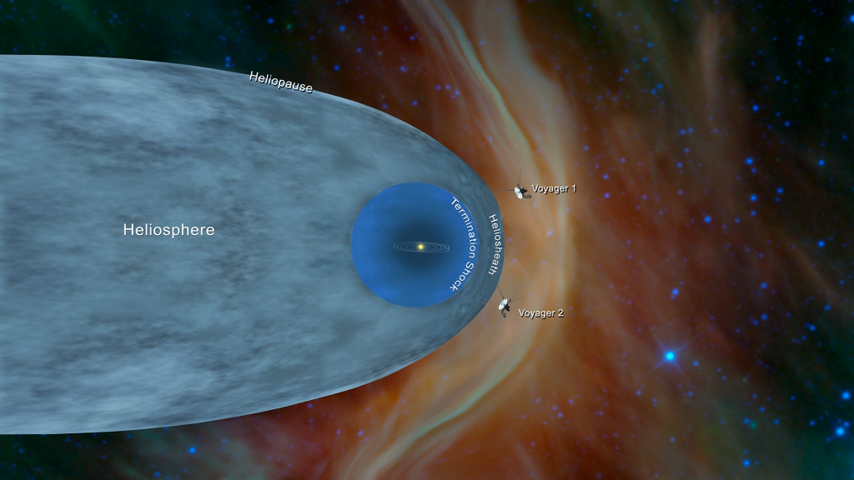 Heliopause
Voyager 1
Heliosphere
Termination Shock
Heliosheath
Voyager 2